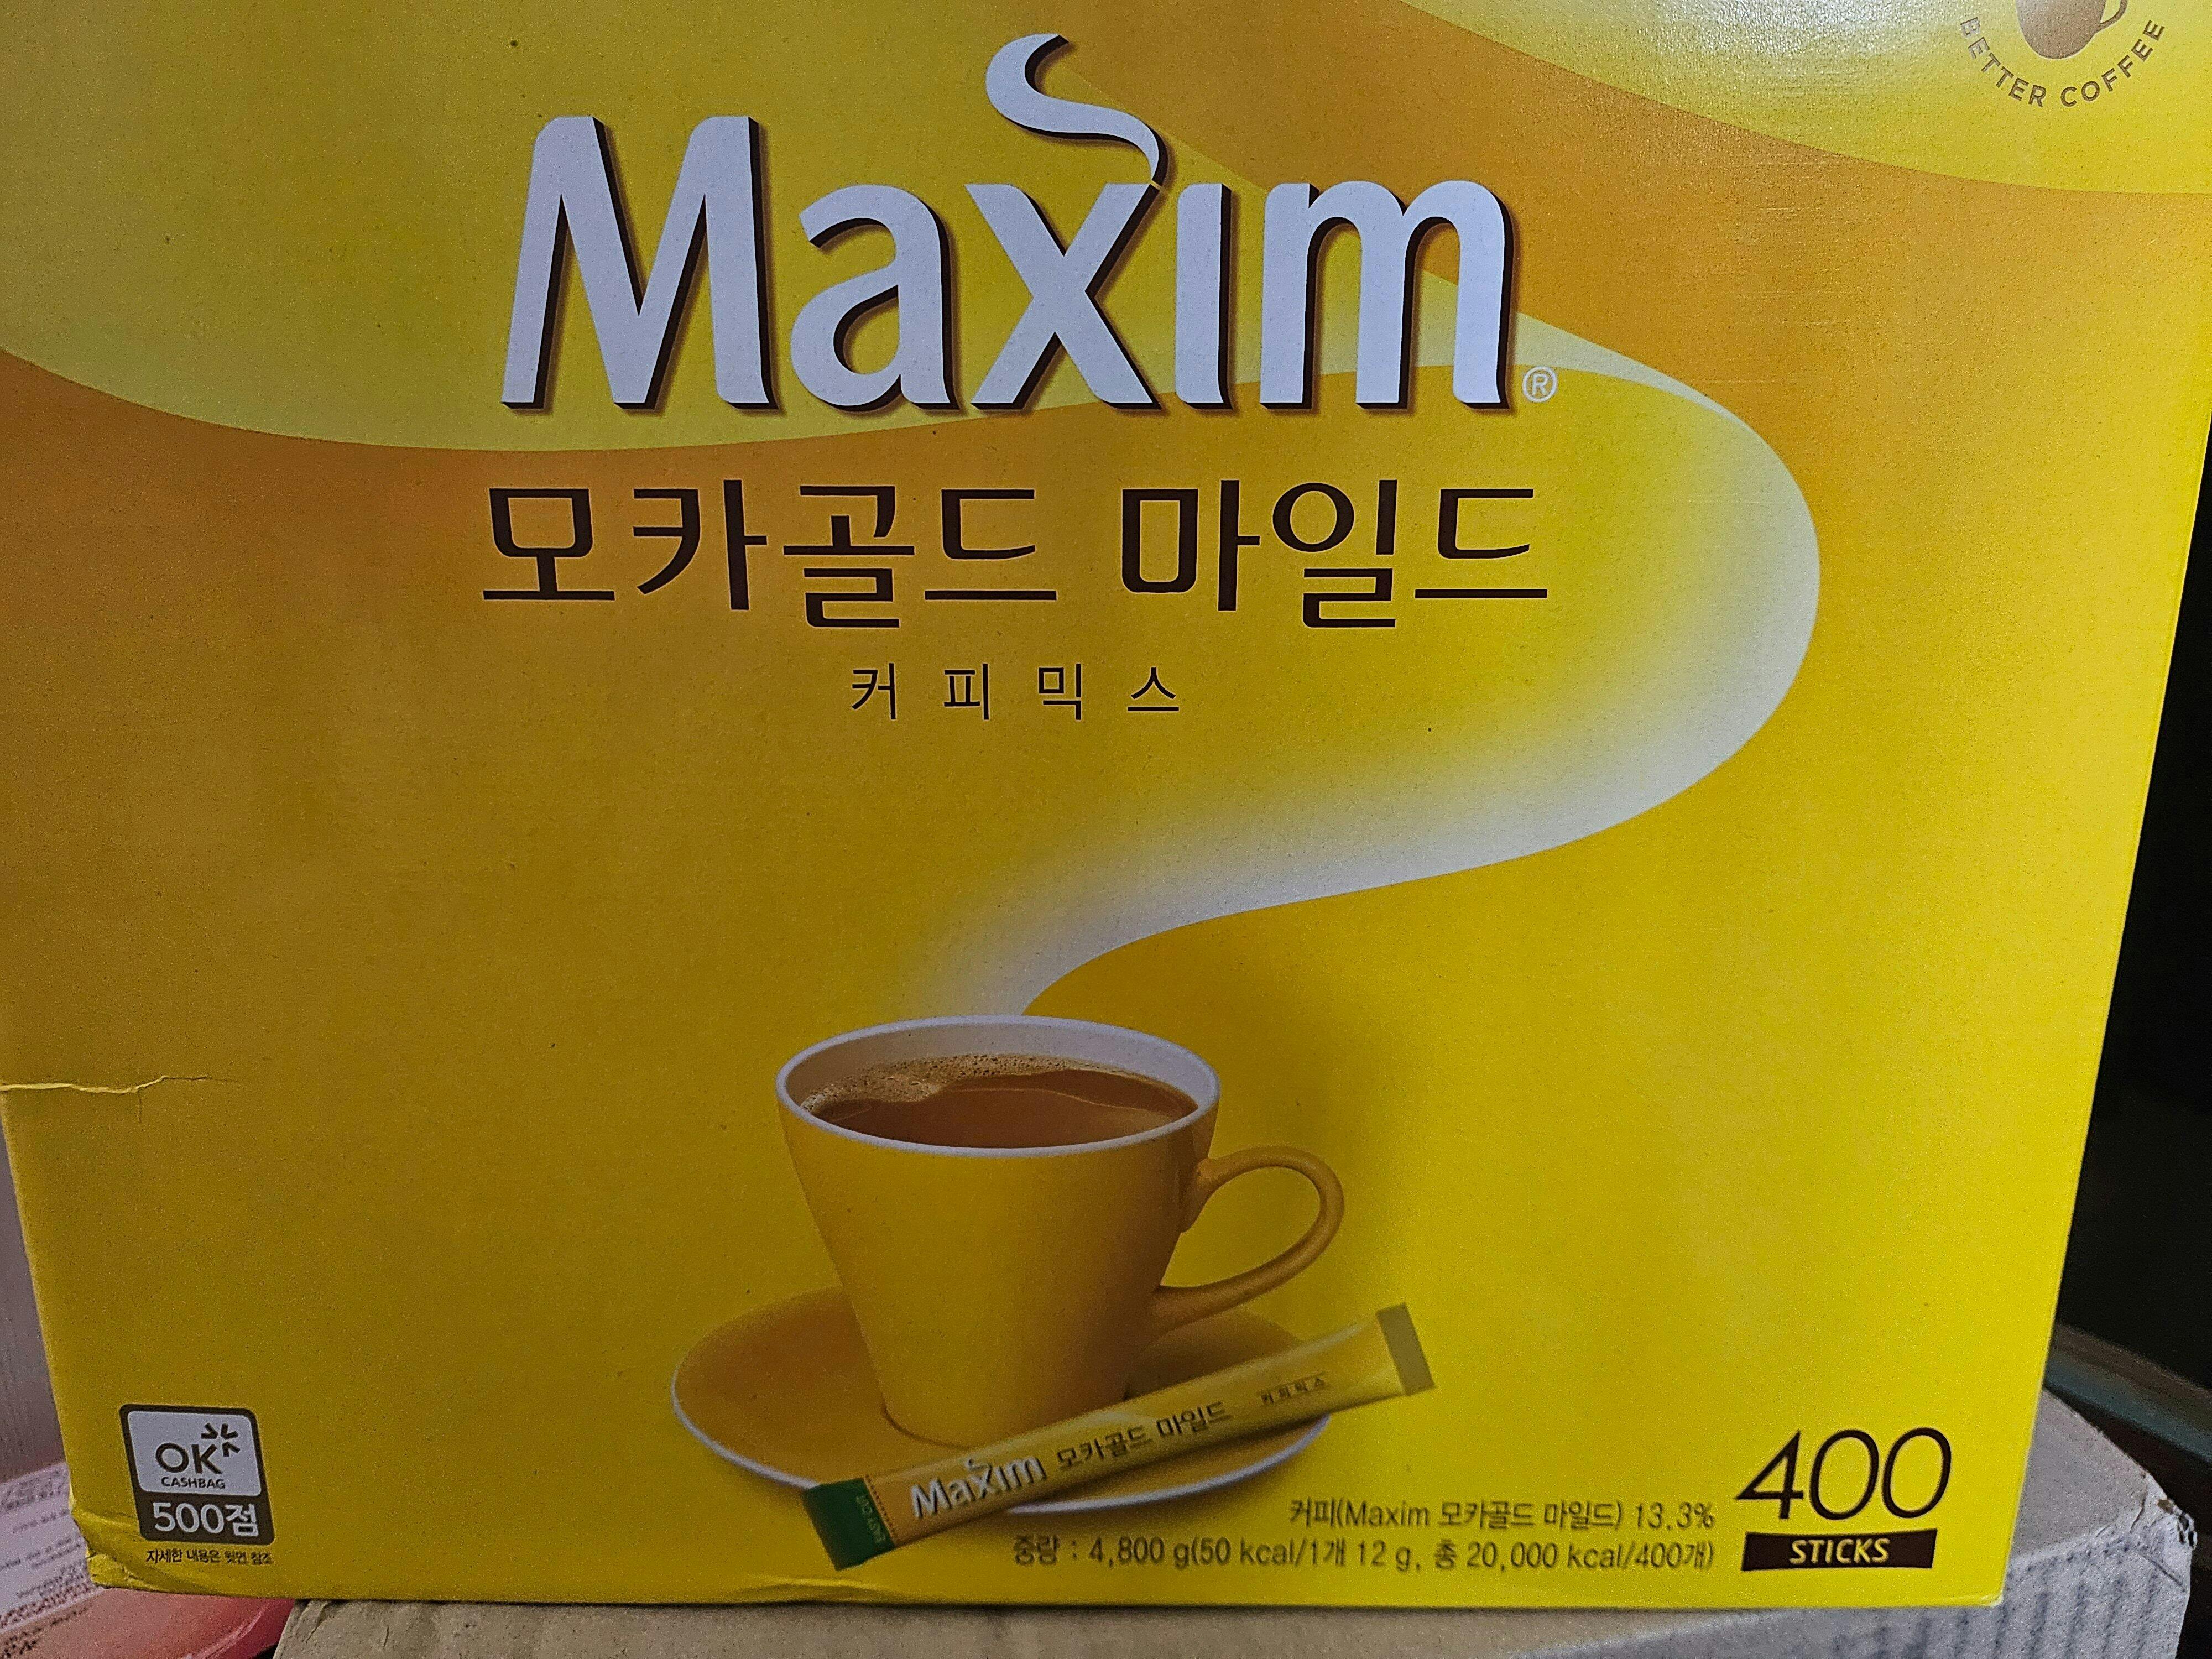 BETTER COFFEE
Maxim®
모카골드 마일드
커피믹스
Maxim 모카골드 마일드 커피믹스
EASY CUT
OK
CASHBAG
500점
자세한 내용은 윗면 참조
커피(Maxim 모카골드 마일드) 13.3%
중량 : 4,800 g(50 kcal/1개 12 g, 총 20,000 kcal/400개)
400
STICKS